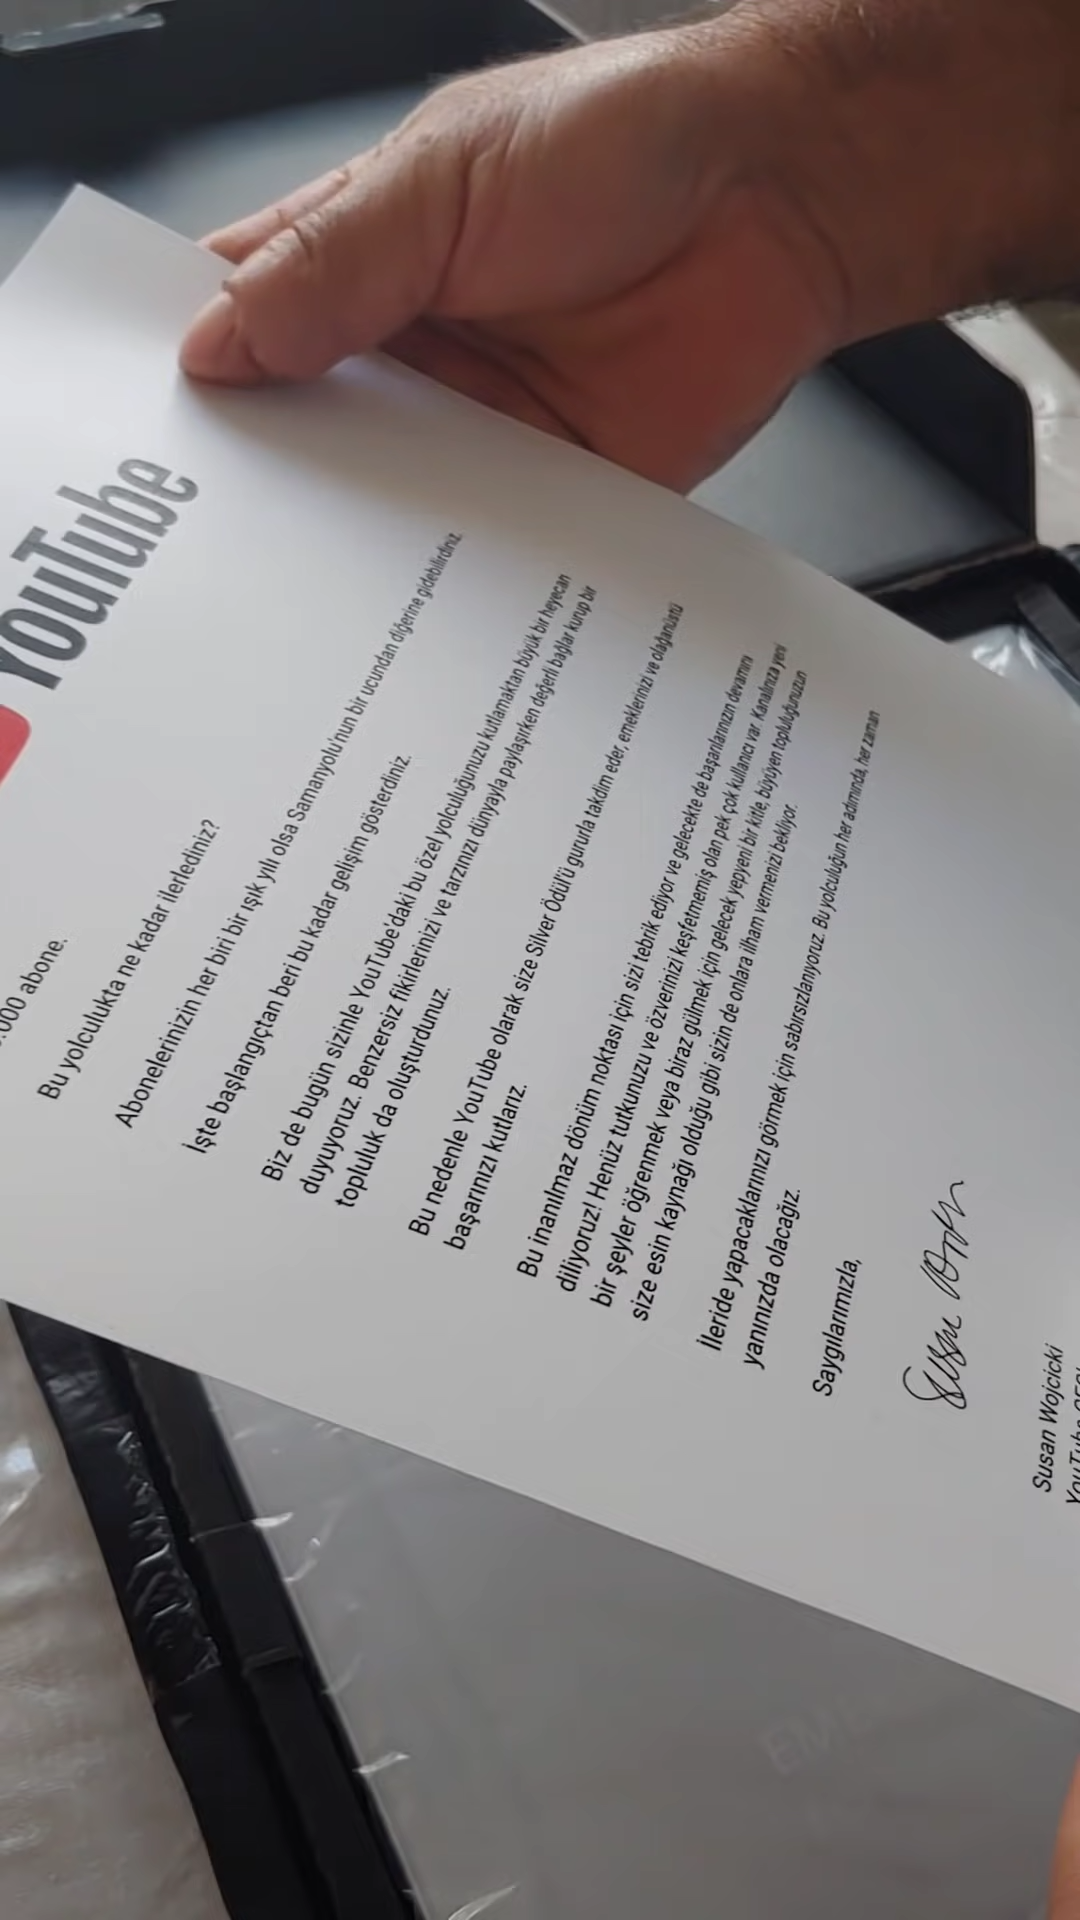 YouTube
.000 abone.
Bu yolculukta ne kadar ilerlediniz?
Abonelerinizin her biri bir ışık yılı olsa Samanyolu'nun bir ucundan diğerine gidebilirdiniz.
İşte başlangıçtan beri bu kadar gelişim gösterdiniz.
Biz de bugün sizinle YouTube'daki bu özel yolculuğunuzu kutlamaktan büyük bir heyecan
duyuyoruz. Benzersiz fikirlerinizi ve tarzınızı dünyayla paylaşırken değerli bağlar kurup bir
topluluk da oluşturdunuz.
Bu nedenle YouTube olarak size Silver Ödül'ü gururla takdim eder, emeklerinizi ve olağanüstü
başarınızı kutlarız.
Bu inanılmaz dönüm noktası için sizi tebrik ediyor ve gelecekte de başarılarınızın devamını
diliyoruz! Henüz tutkunuzu ve özverinizi keşfetmemiş olan pek çok kullanıcı var. Kanalınıza yeni
bir şeyler öğrenmek veya biraz gülmek için gelecek yepyeni bir kitle, büyüyen topluluğunuzun
size esin kaynağı olduğu gibi sizin de onlara ilham vermenizi bekliyor.
İleride yapacaklarınızı görmek için sabırsızlanıyoruz. Bu yolculuğun her adımında, her zaman
yanınızda olacağız.
Saygılarımızla,
Susan Wojcicki
YouTube